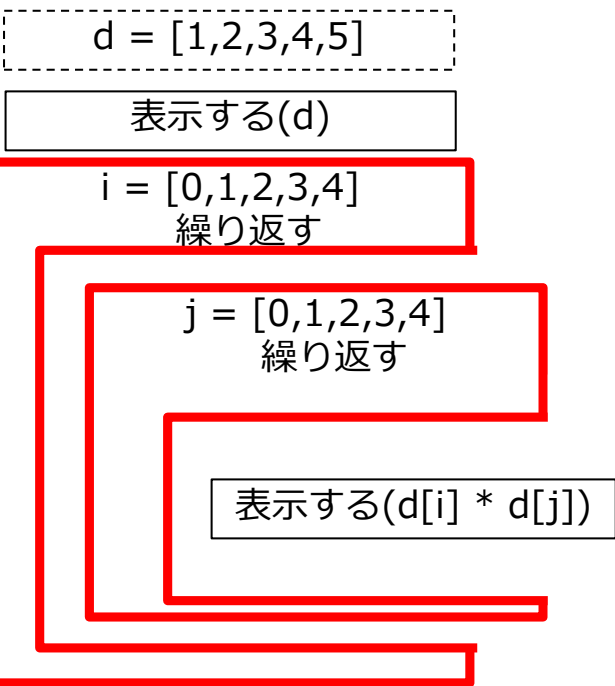 d = [1,2,3,4,5]
表示する(d)
i = [0,1,2,3,4]
繰り返す
j = [0,1,2,3,4]
繰り返す
表示する(d[i] * d[j])